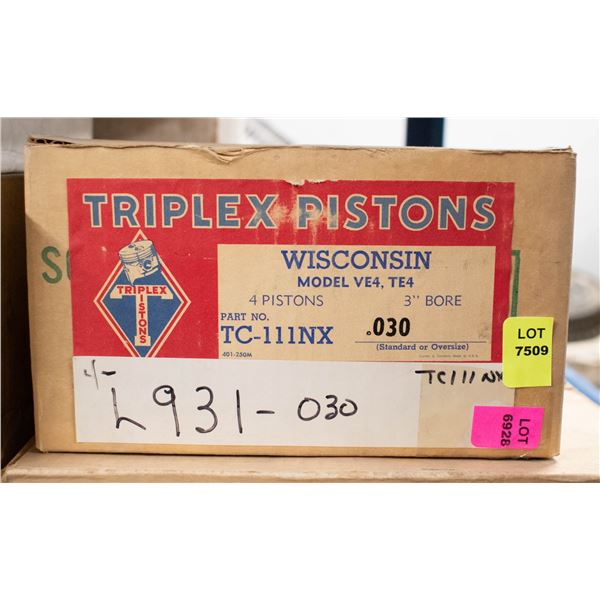 TRIPLEX PISTONS
TRIPLEX
PISTONS
WISCONSIN
MODEL VE4, TE4
4 PISTONS 3" BORE
PART NO.
TC-111NX .030
(Standard or Oversize)
401-250M
LOT
7509
4-
L931-030
TC111NX
LOT
6928